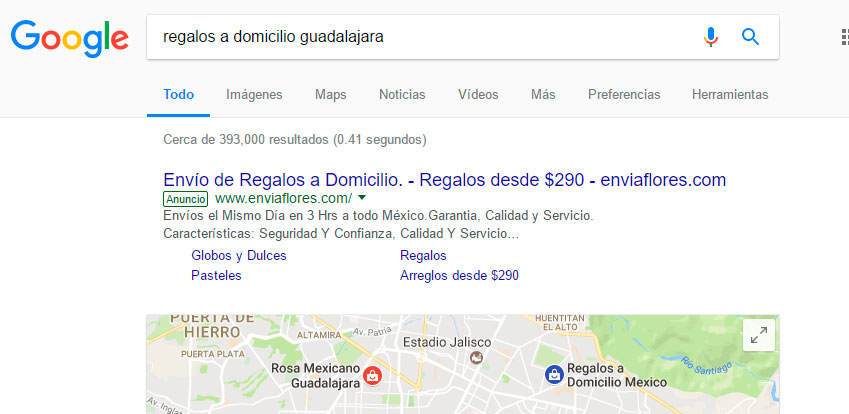 Google
regalos a domicilio guadalajara
Todo Imágenes Maps Noticias Vídeos Más Preferencias Herramientas
Cerca de 393,000 resultados (0.41 segundos)
Envío de Regalos a Domicilio. - Regalos desde $290 - enviaflores.com
Anuncio www.enviaflores.com/
Envíos el Mismo Día en 3 Hrs a todo México.Garantia, Calidad y Servicio.
Características: Seguridad Y Confianza, Calidad Y Servicio...
Globos y Dulces Regalos
Pasteles Arreglos desde $290
PUERTA DE
HIERRO
PUERTA PLATA
Av. Patria
ALTAMIRA
Estadio Jalisco
HUENTITAN
EL ALTO
Río Santiago
Rosa Mexicano
Guadalajara
Regalos a
Domicilio Mexico